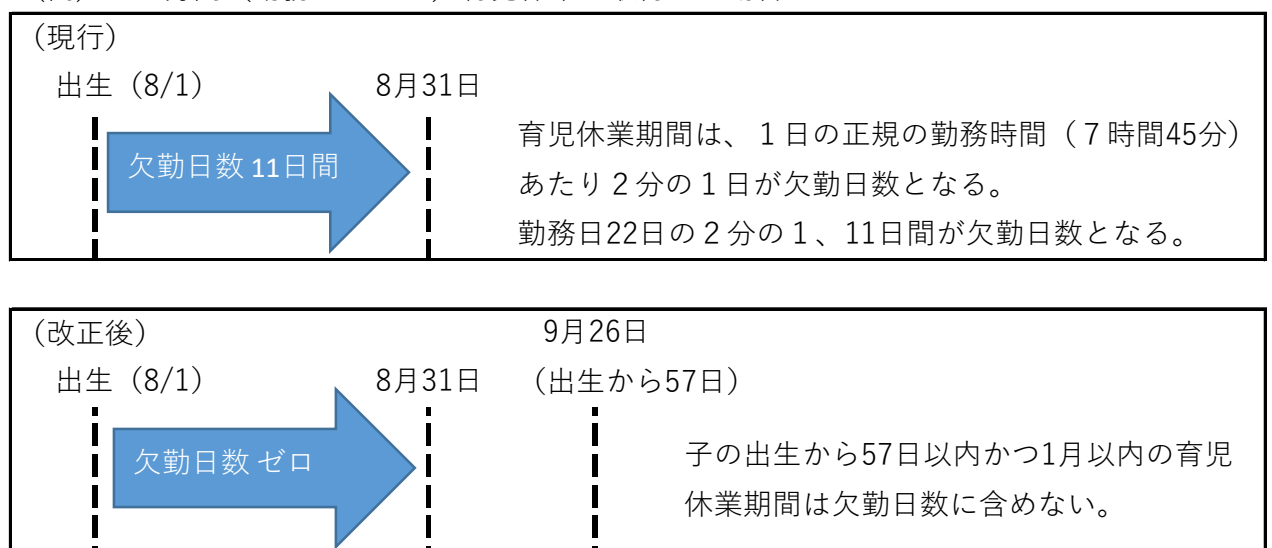 （現行）
出生（8/1）　8月31日
欠勤日数 11日間
育児休業期間は、１日の正規の勤務時間（７時間45分）
あたり２分の１日が欠勤日数となる。
勤務日22日の２分の１、11日間が欠勤日数となる。
（改正後）　9月26日
出生（8/1）　8月31日　（出生から57日）
欠勤日数 ゼロ
子の出生から57日以内かつ1月以内の育児
休業期間は欠勤日数に含めない。